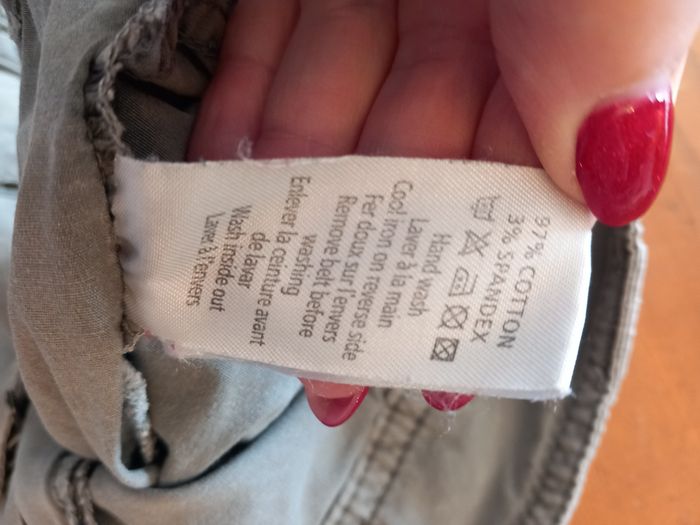 97% COTTON
3% SPANDEX
Hand wash
Laver à la main
Cool iron on reverse side
Fer doux sur l'envers
Remove belt before
washing
Enlever la ceinture avant
de laver
Wash inside out
Laver à l'envers